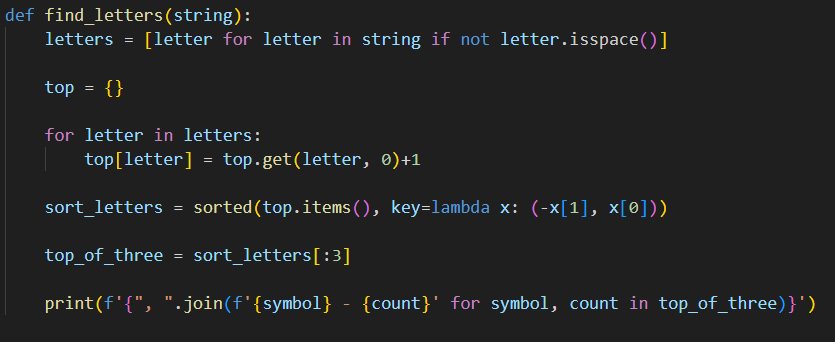 def find_letters(string):
    letters = [letter for letter in string if not letter.isspace()]
    top = {}
    for letter in letters:
        top[letter] = top.get(letter, 0)+1
    sort_letters = sorted(top.items(), key=lambda x: (-x[1], x[0]))
    top_of_three = sort_letters[:3]
    print(f'{", ".join(f'{symbol} - {count}' for symbol, count in top_of_three)}')